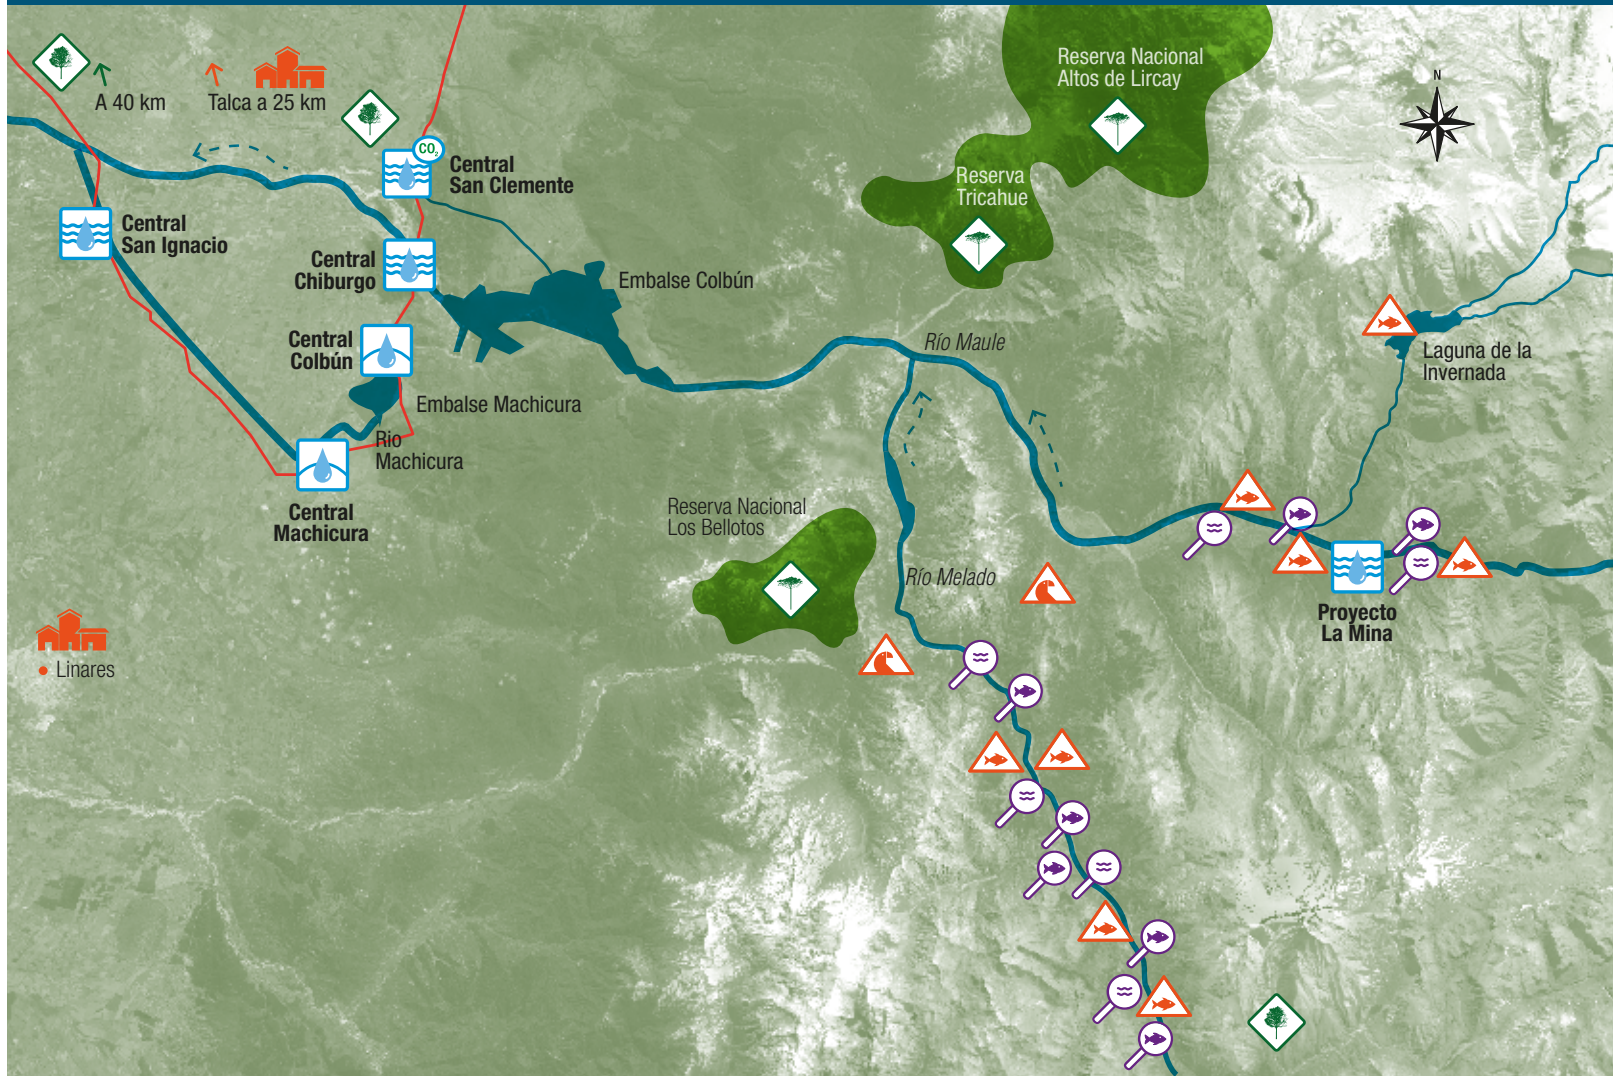 A 40 km
Talca a 25 km
Reserva Nacional
Altos de Lircay
N
CO2
Central
San Clemente
Reserva
Tricahue
Central
San Ignacio
Central
Chiburgo
Embalse Colbún
Río Maule
Central
Colbún
Laguna de la
Invernada
Embalse Machicura
Rio
Machicura
Central
Machicura
Reserva Nacional
Los Bellotos
Río Melado
Proyecto
La Mina
Linares